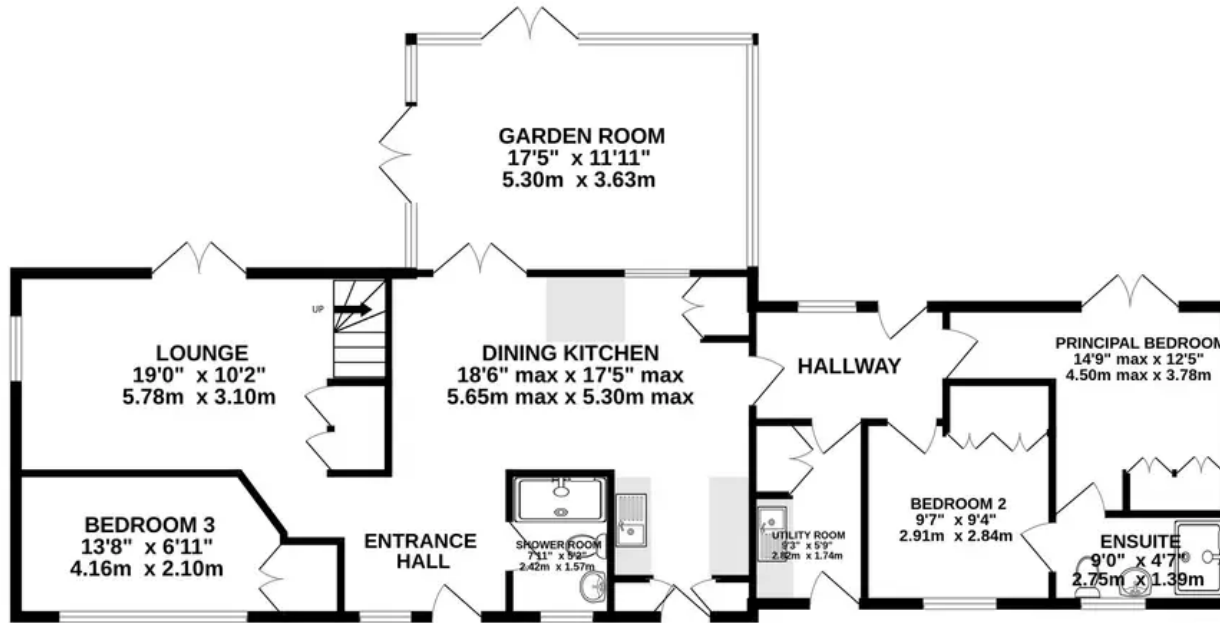 GARDEN ROOM
17'5" x 11'11"
5.30m x 3.63m
UP
LOUNGE
19'0" x 10'2"
5.78m x 3.10m
DINING KITCHEN
18'6" max x 17'5" max
5.65m max x 5.30m max
HALLWAY
PRINCIPAL BEDROOM
14'9" max x 12'5"
4.50m max x 3.78m
BEDROOM 3
13'8" x 6'11"
4.16m x 2.10m
ENTRANCE
HALL
SHOWER ROOM
7'11" x 5'2"
2.42m x 1.57m
UTILITY ROOM
9'3" x 5'9"
2.82m x 1.74m
BEDROOM 2
9'7" x 9'4"
2.91m x 2.84m
ENSUITE
9'0" x 4'7"
2.75m x 1.39m